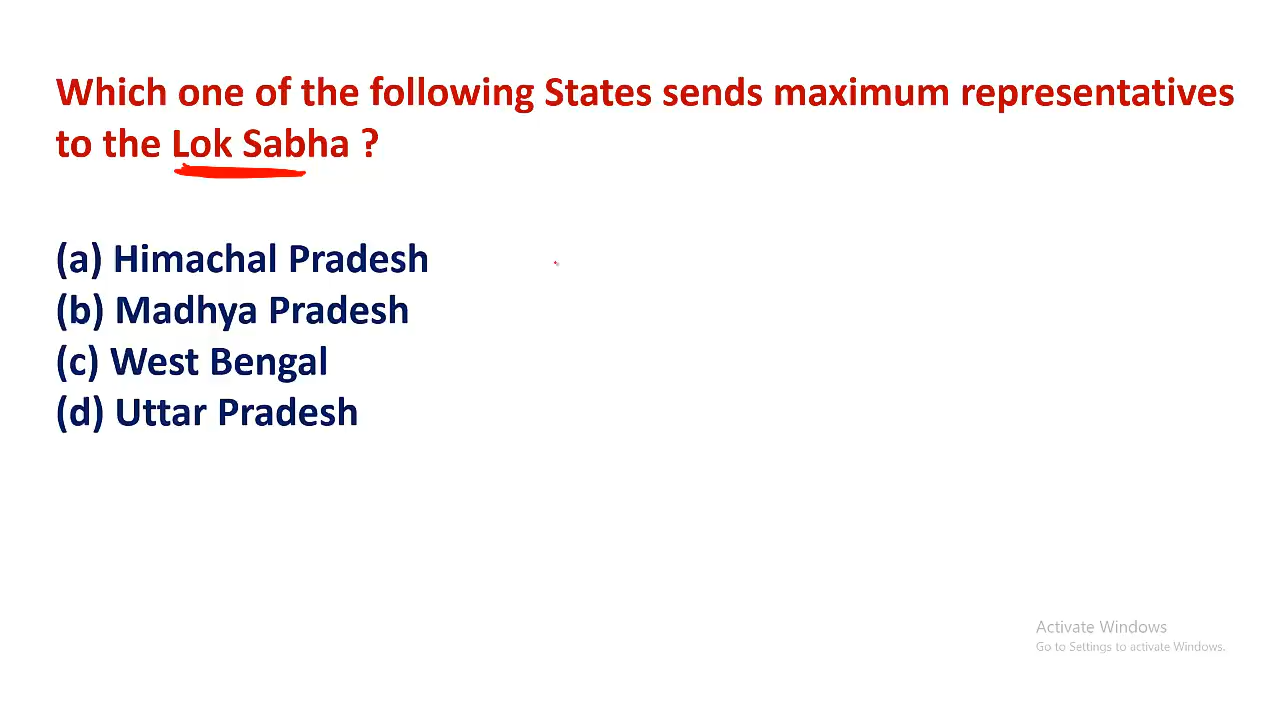 Which one of the following States sends maximum representatives
to the Lok Sabha ?
(a) Himachal Pradesh
(b) Madhya Pradesh
(c) West Bengal
(d) Uttar Pradesh
Activate Windows
Go to Settings to activate Windows.